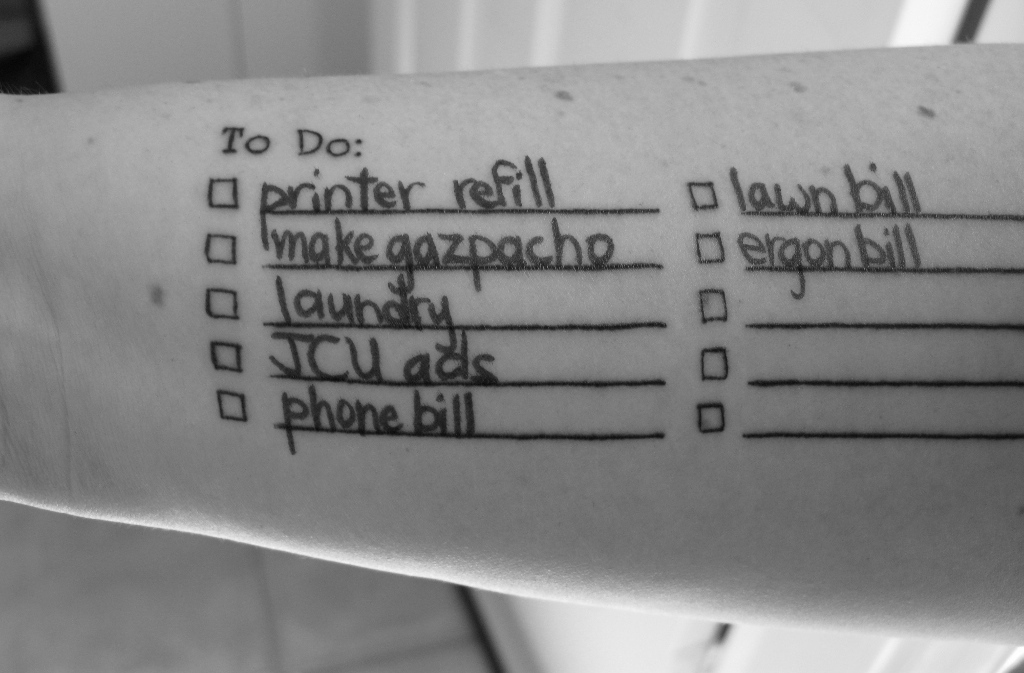 To Do:
printer refill
make gazpacho
laundry
JCU ads
phone bill
lawn bill
ergon bill